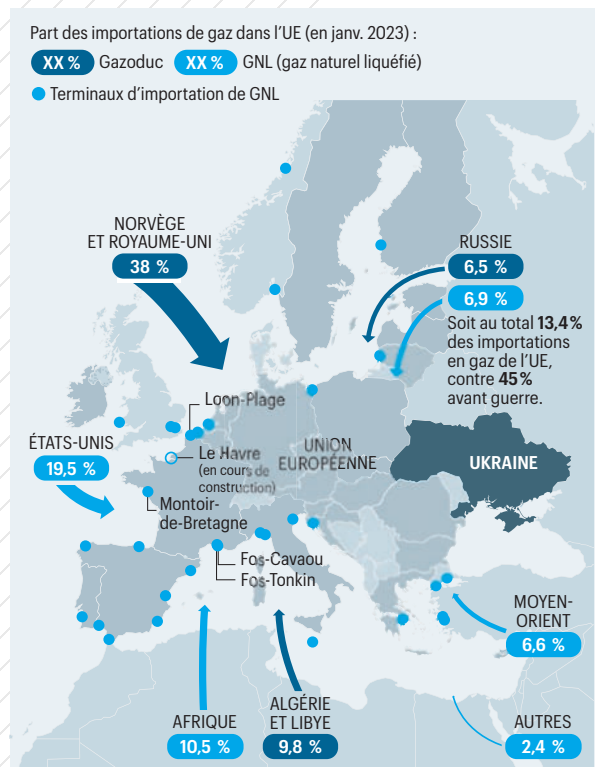 Part des importations de gaz dans l'UE (en janv. 2023) :
XX % Gazoduc XX % GNL (gaz naturel liquéfié)
Terminaux d'importation de GNL
NORVÈGE
ET ROYAUME-UNI
38 %
RUSSIE
6,5 %
6,9 %
Soit au total 13,4 %
des importations
en gaz de l'UE,
contre 45 %
avant guerre.
Loon-Plage
ÉTATS-UNIS
19,5 %
Le Havre
(en cours de
construction)
UNION
EUROPÉENNE
UKRAINE
Montoir-
de-Bretagne
Fos-Cavaou
Fos-Tonkin
MOYEN-
ORIENT
6,6 %
AFRIQUE
10,5 %
ALGÉRIE
ET LIBYE
9,8 %
AUTRES
2,4 %